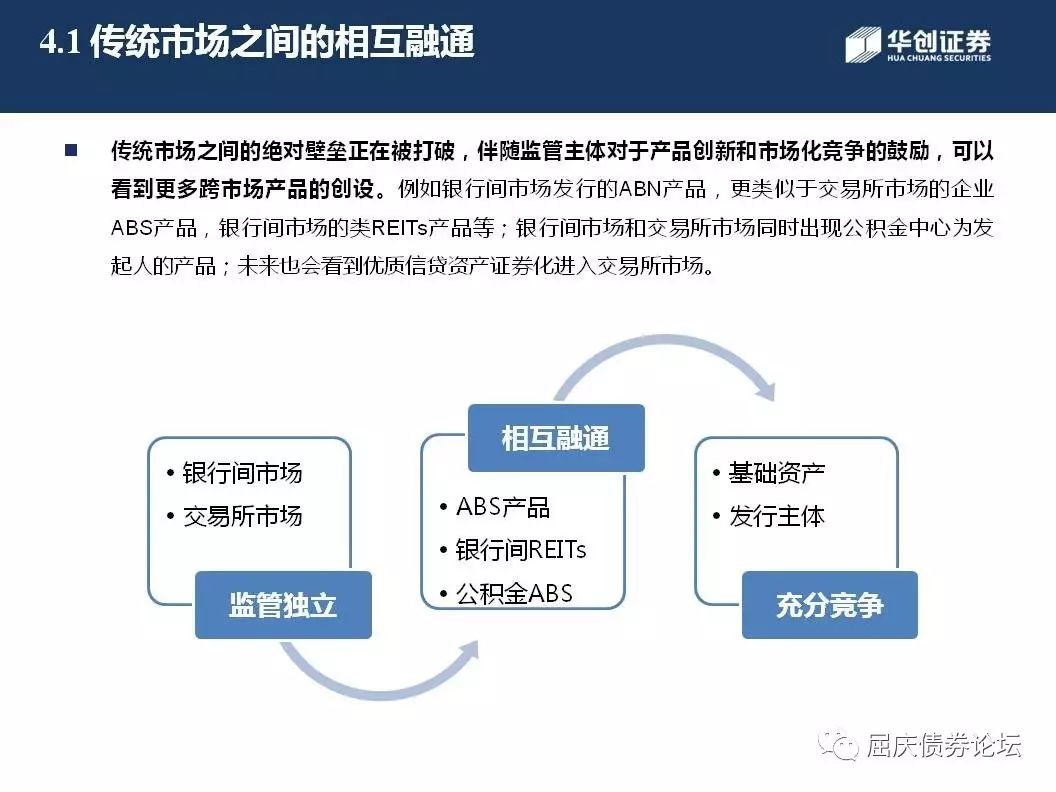 4.1 传统市场之间的相互融通
华创证券
HUA CHUANG SECURITIES
传统市场之间的绝对壁垒正在被打破，伴随监管主体对于产品创新和市场化竞争的鼓励，可以
看到更多跨市场产品的创设。例如银行间市场发行的ABN产品，更类似于交易所市场的企业
ABS产品，银行间市场的类REITs产品等；银行间市场和交易所市场同时出现公积金中心为发
起人的产品；未来也会看到优质信贷资产证券化进入交易所市场。
• 银行间市场
• 交易所市场
监管独立
相互融通
• ABS产品
• 银行间REITs
• 公积金ABS
• 基础资产
• 发行主体
充分竞争
屈庆债券论坛